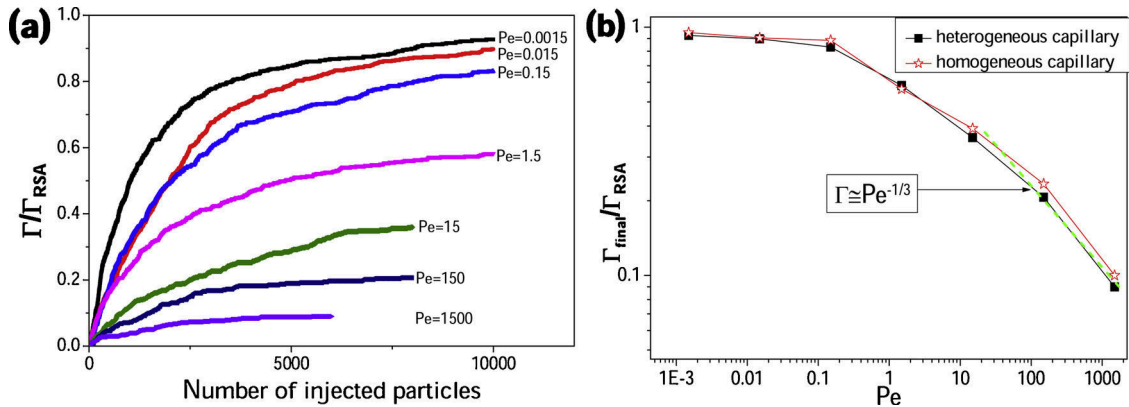 (a)
Γ/Γ_RSA
1.0
0.8
0.6
0.4
0.2
0.0
Pe=0.0015
Pe=0.015
Pe=0.15
Pe=1.5
Pe=15
Pe=150
Pe=1500
0 5000 10000
Number of injected particles
(b)
Γ_final/Γ_RSA
1
0.1
heterogeneous capillary
homogeneous capillary
Γ≅Pe^-1/3
1E-3 0.01 0.1 1 10 100 1000
Pe